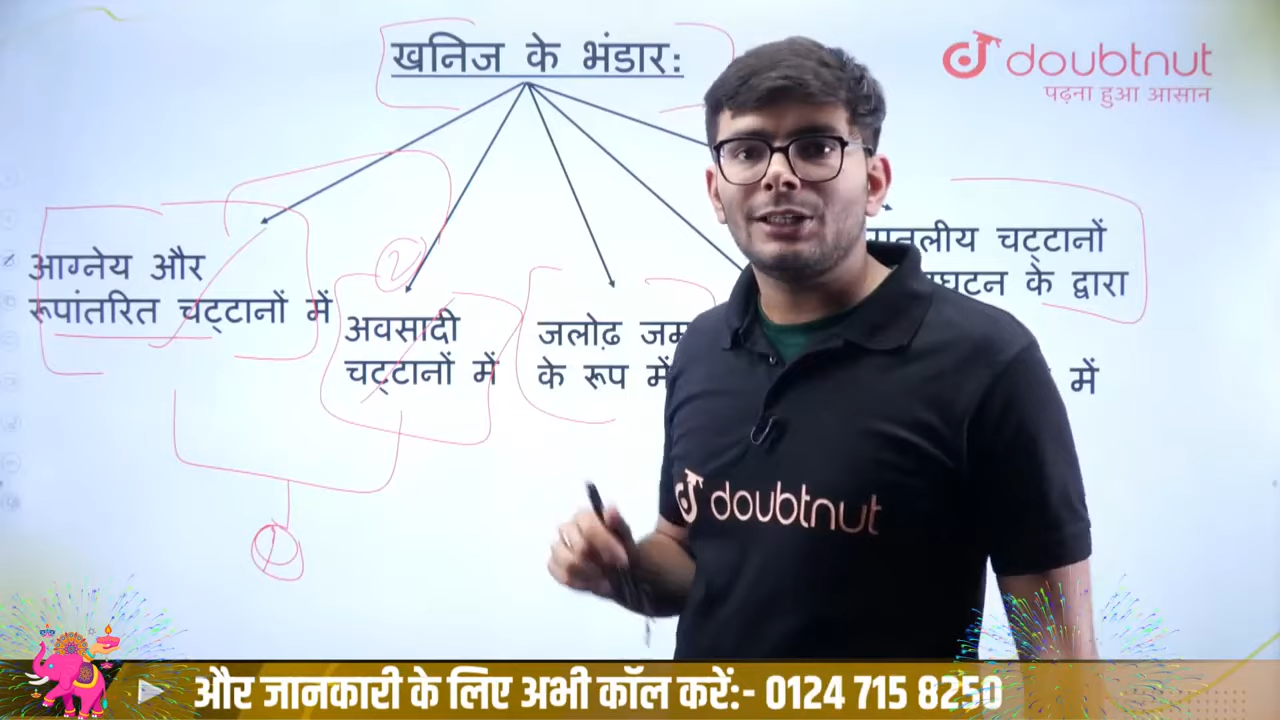 खनिज के भंडार:
doubtnut
पढ़ना हुआ आसान
आग्नेय और
रूपांतरित चट्टानों में
अवसादी
चट्टानों में
जलोढ़
के रूप में
चट्टानों
के द्वारा
में
2
doubtnut
और जानकारी के लिए अभी कॉल करें:- 0124 715 8250